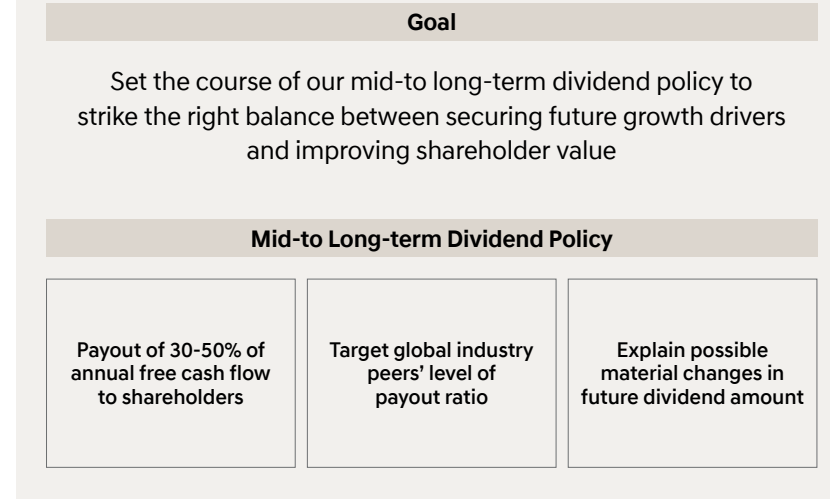 Goal
Set the course of our mid-to long-term dividend policy to
strike the right balance between securing future growth drivers
and improving shareholder value
Mid-to Long-term Dividend Policy
Payout of 30-50% of
annual free cash flow
to shareholders
Target global industry
peers’ level of
payout ratio
Explain possible
material changes in
future dividend amount